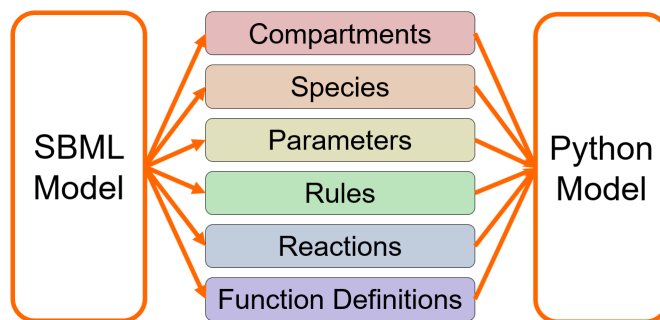 SBML
Model
Compartments
Species
Parameters
Rules
Reactions
Function Definitions
Python
Model